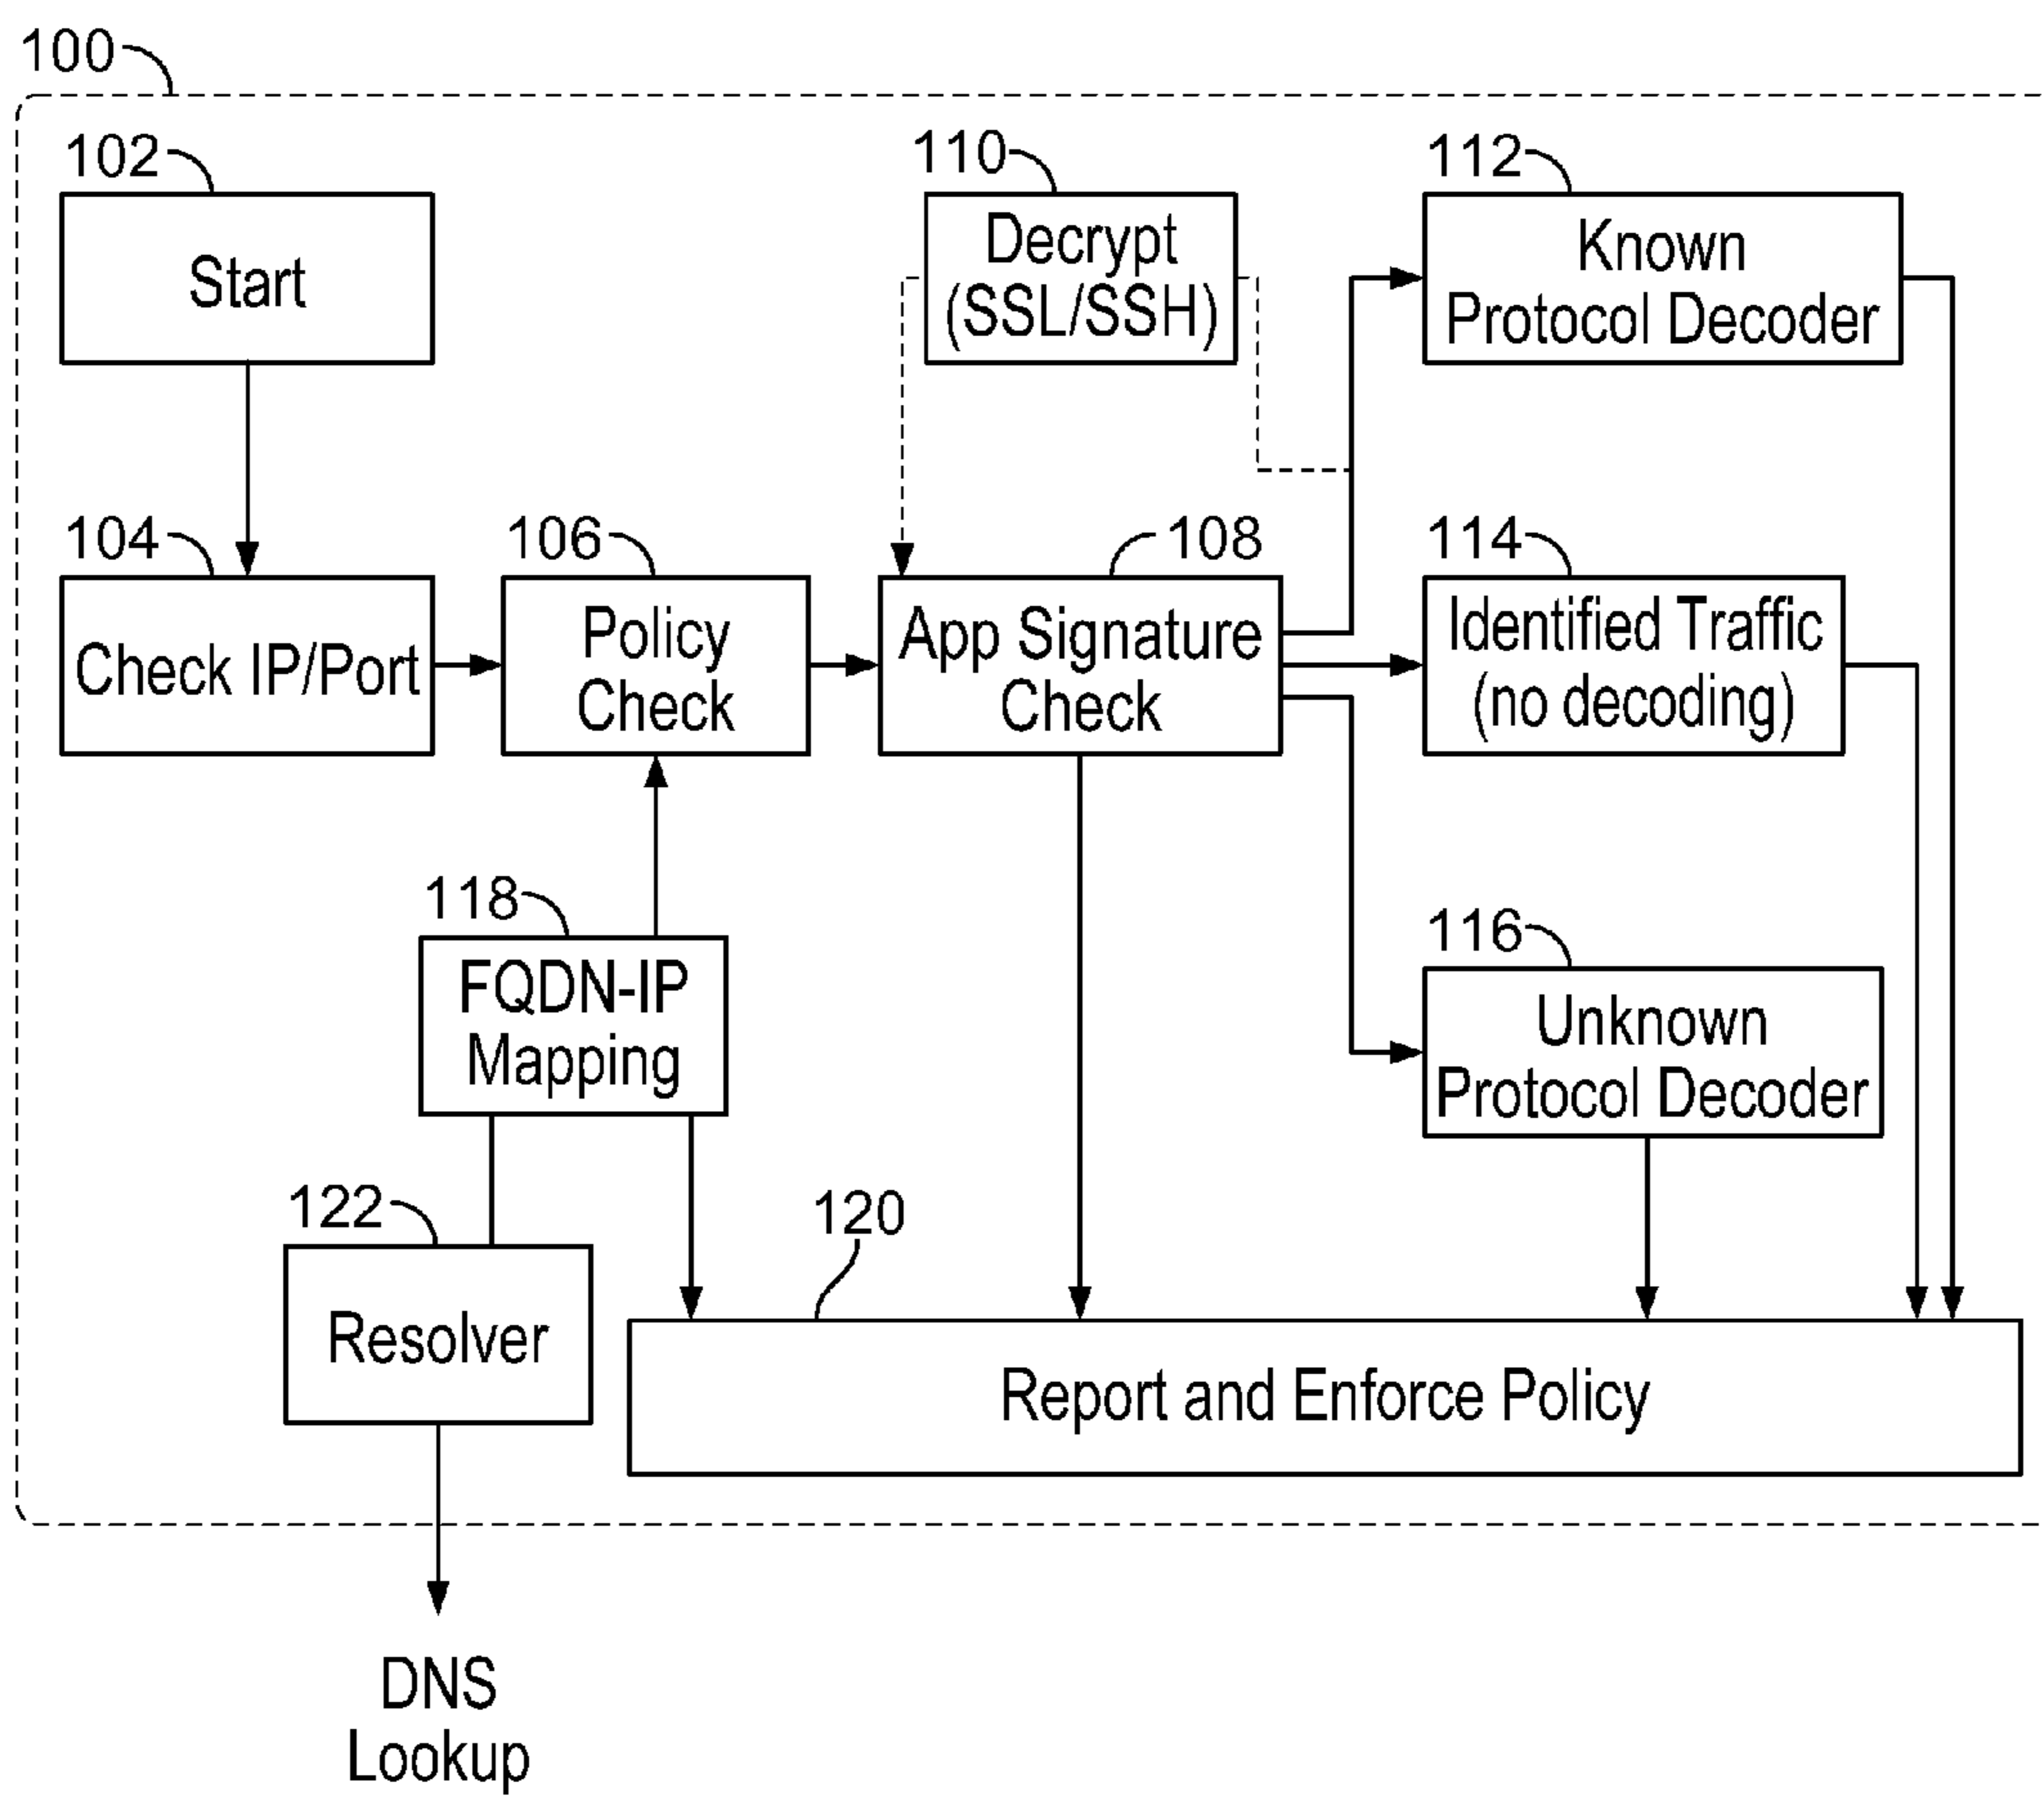 100
102
110
112
Start
Decrypt
(SSL/SSH)
Known
Protocol Decoder
104
106
108
114
Check IP/Port
Policy
Check
App Signature
Check
Identified Traffic
(no decoding)
118
116
FQDN-IP
Mapping
Unknown
Protocol Decoder
122
120
Resolver
Report and Enforce Policy
DNS
Lookup